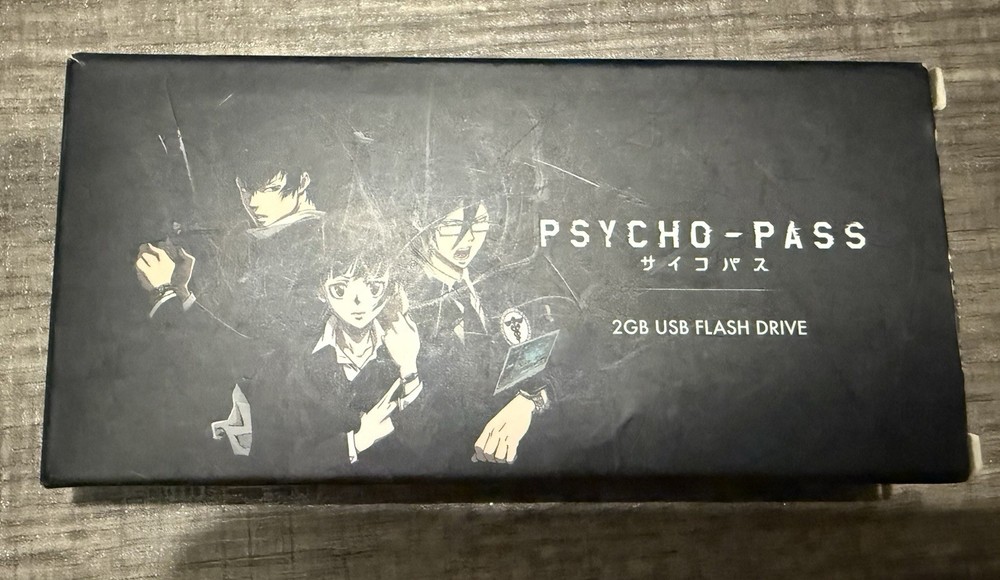 PSYCHO-PASS
サイコパス
2GB USB FLASH DRIVE